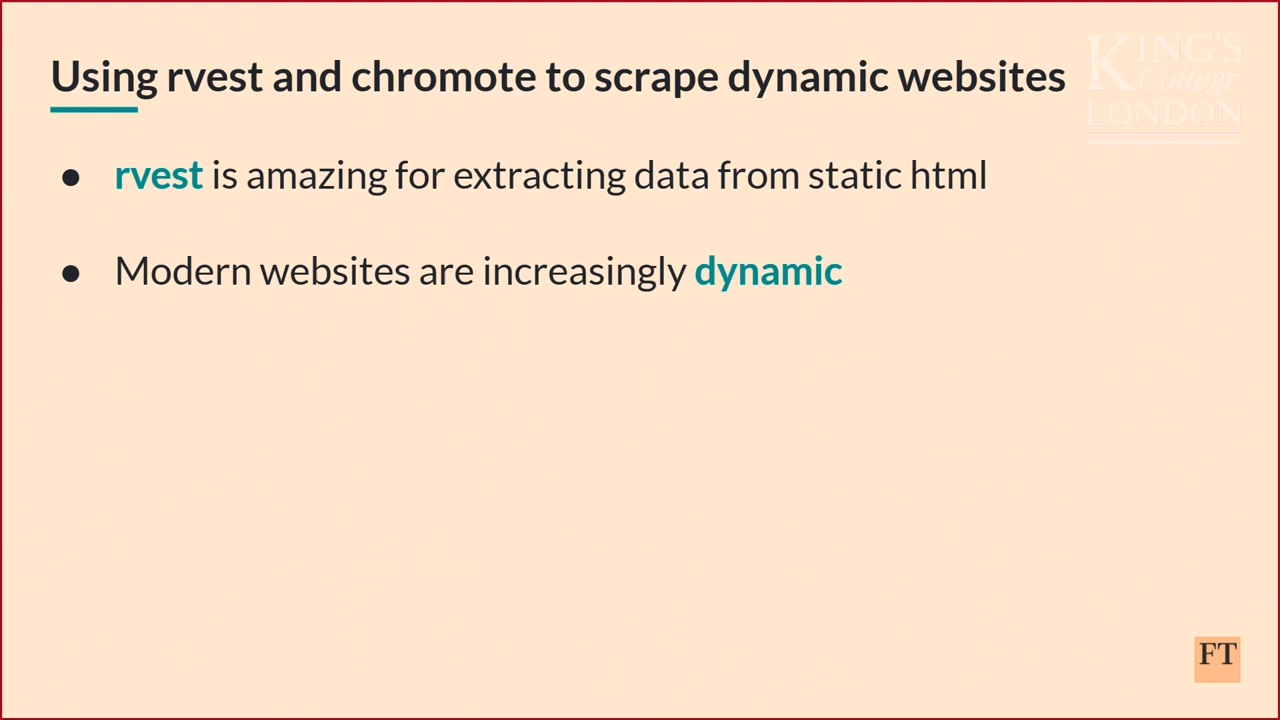 Using rvest and chromote to scrape dynamic websites
KING'S
College
LONDON
● rvest is amazing for extracting data from static html
● Modern websites are increasingly dynamic
FT